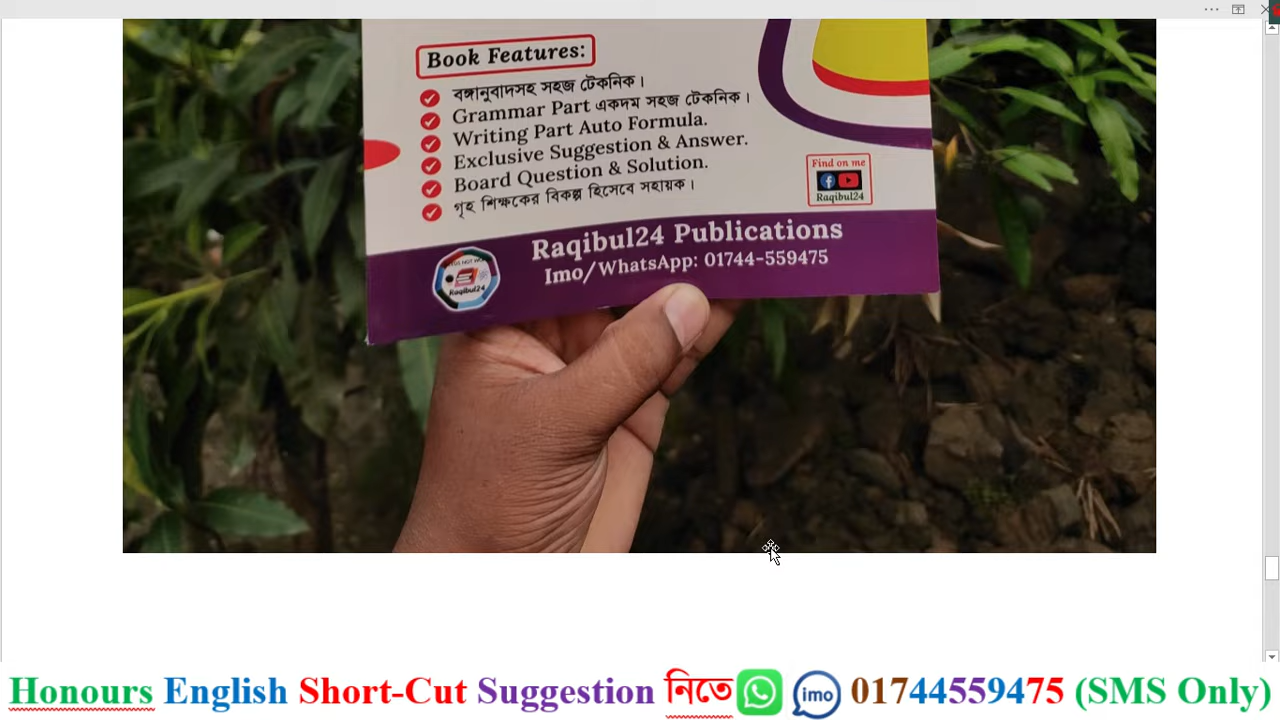 Book Features:
বঙ্গানুবাদসহ সহজ টেকনিক।
Grammar Part একদম সহজ টেকনিক।
Writing Part Auto Formula.
Exclusive Suggestion & Answer.
Board Question & Solution.
গৃহ শিক্ষকের বিকল্প হিসেবে সহায়ক।
Find on me
Raqibul24
Raqibul24 Publications
Imo/WhatsApp: 01744-559475
Raqibul24
Honours English Short-Cut Suggestion নিতে imo 01744559475 (SMS Only)